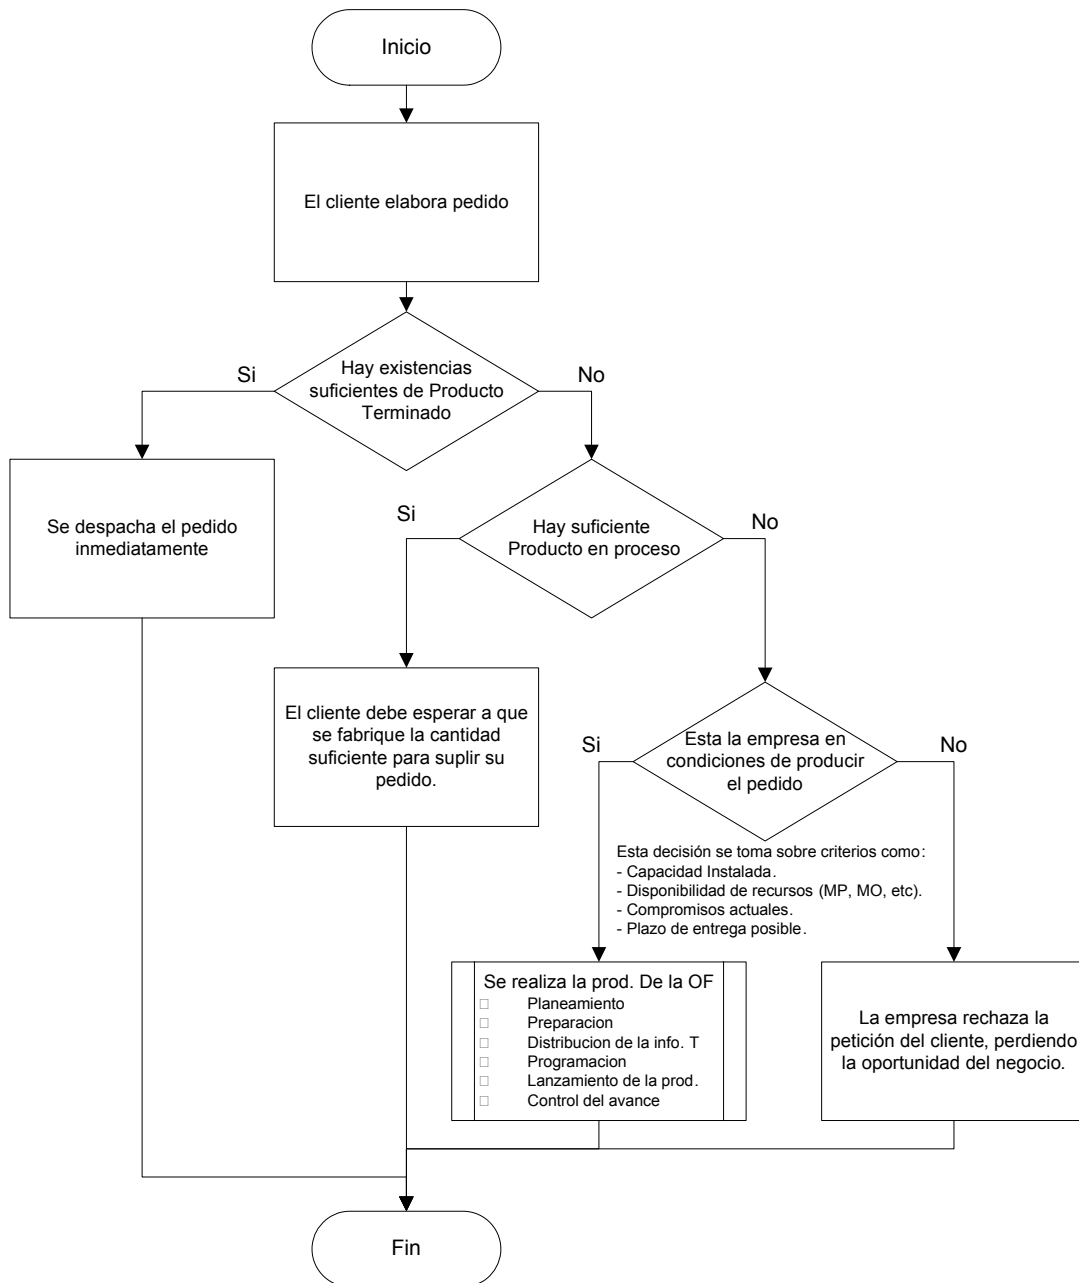 Inicio
El cliente elabora pedido
Hay existencias
suficientes de Producto
Terminado
Si
No
Se despacha el pedido
inmediatamente
Hay suficiente
Producto en proceso
Si
No
El cliente debe esperar a que
se fabrique la cantidad
suficiente para suplir su
pedido.
Esta la empresa en
condiciones de producir
el pedido
Si
No
Esta decisión se toma sobre criterios como:
- Capacidad Instalada.
- Disponibilidad de recursos (MP, MO, etc).
- Compromisos actuales.
- Plazo de entrega posible.
Se realiza la prod. De la OF
Planeamiento
Preparacion
Distribucion de la info. T
Programacion
Lanzamiento de la prod.
Control del avance
La empresa rechaza la
petición del cliente, perdiendo
la oportunidad del negocio.
Fin